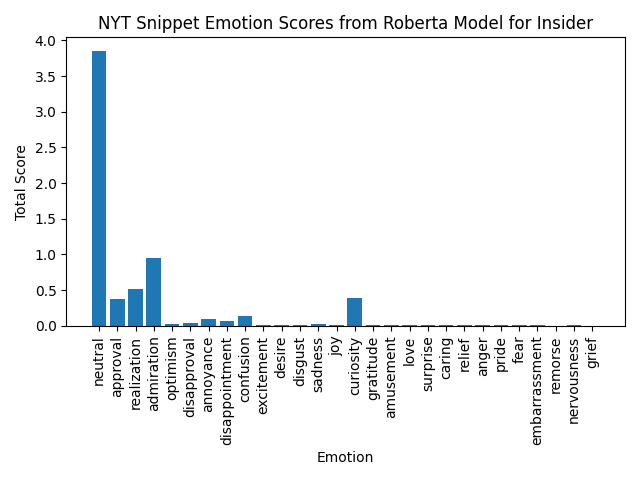 NYT Snippet Emotion Scores from Roberta Model for Insider
4.0
3.5
3.0
2.5
2.0
1.5
1.0
0.5
0.0
Total Score
neutral
approval
realization
admiration
optimism
disapproval
annoyance
disappointment
confusion
excitement
desire
disgust
sadness
joy
curiosity
gratitude
amusement
love
surprise
caring
relief
anger
pride
fear
embarrassment
remorse
nervousness
grief
Emotion